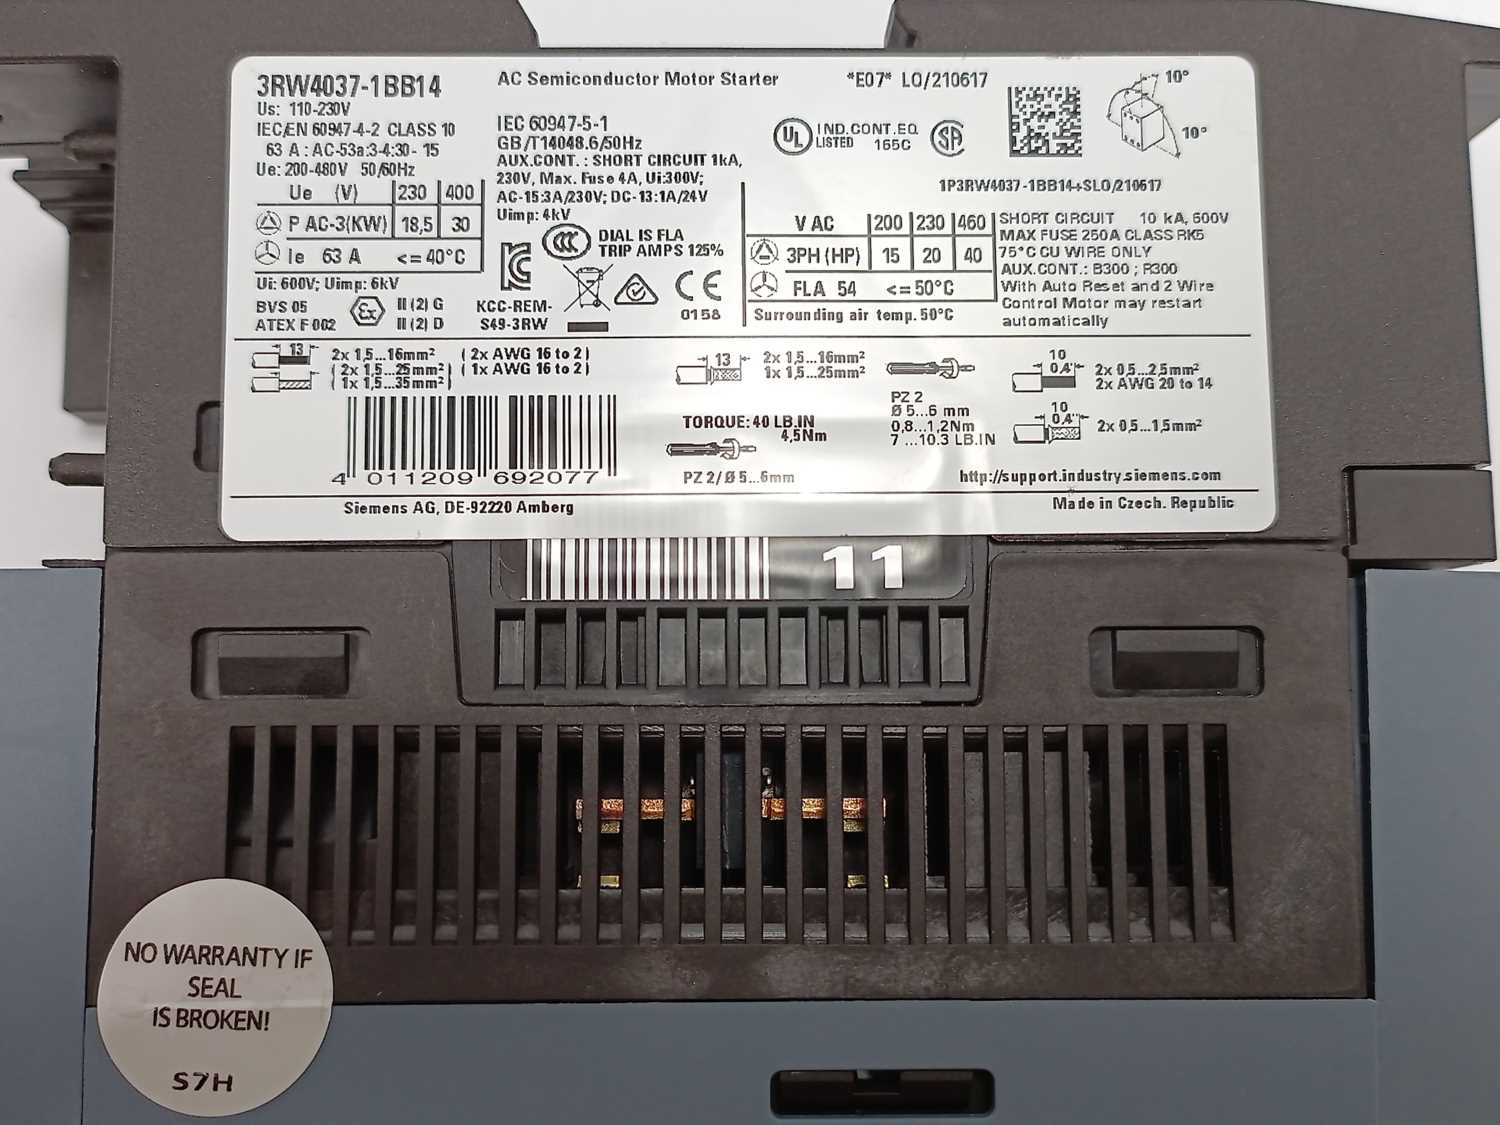 3RW4037-1BB14
Us: 110-230V
IEC/EN 60947-4-2 CLASS 10
63 A : AC-53a:3-4:30- 15
Ue: 200-480V 50/60Hz
Ue (V) 230 400
P AC-3(KW) 18,5 30
Ie 63 A <=40°C
Ui: 600V; Uimp: 6kV
BVS 05
ATEX F 002
Ex
II (2) G
II (2) D
AC Semiconductor Motor Starter
IEC 60947-5-1
GB/T14048.6/50Hz
AUX.CONT. : SHORT CIRCUIT 1kA,
230V, Max. Fuse 4A, Ui:300V;
AC-15:3A/230V; DC-13:1A/24V
Uimp: 4kV
CCC
DIAL IS FLA
TRIP AMPS 125%
KCC-REM-
S49-3RW
CE
0158
*E07* LO/210617
UL
LISTED
IND.CONT.EQ
165C
SA
10°
10°
1P3RW4037-1BB14+SLO/210617
V AC 200 230 460
3PH (HP) 15 20 40
FLA 54 <=50°C
Surrounding air temp. 50°C
SHORT CIRCUIT 10 kA, 600V
MAX FUSE 250A CLASS RK5
75°C CU WIRE ONLY
AUX.CONT.: B300 ; R300
With Auto Reset and 2 Wire
Control Motor may restart
automatically
13
2x 1,5...16mm² ( 2x AWG 16 to 2 )
( 2x 1,5...25mm² ) ( 1x AWG 16 to 2 )
( 1x 1,5...35mm² )
13
2x 1,5...16mm²
1x 1,5...25mm²
TORQUE: 40 LB.IN
4,5Nm
PZ 2/Ø 5...6mm
PZ 2
Ø 5...6 mm
0,8...1,2Nm
7 ...10.3 LB.IN
10
0,4"
2x 0,5...2,5mm²
2x AWG 20 to 14
10
0,4"
2x 0,5...1,5mm²
4 011209 692077
http://support.industry.siemens.com
Siemens AG, DE-92220 Amberg
Made in Czech. Republic
11
NO WARRANTY IF
SEAL
IS BROKEN!
S7H